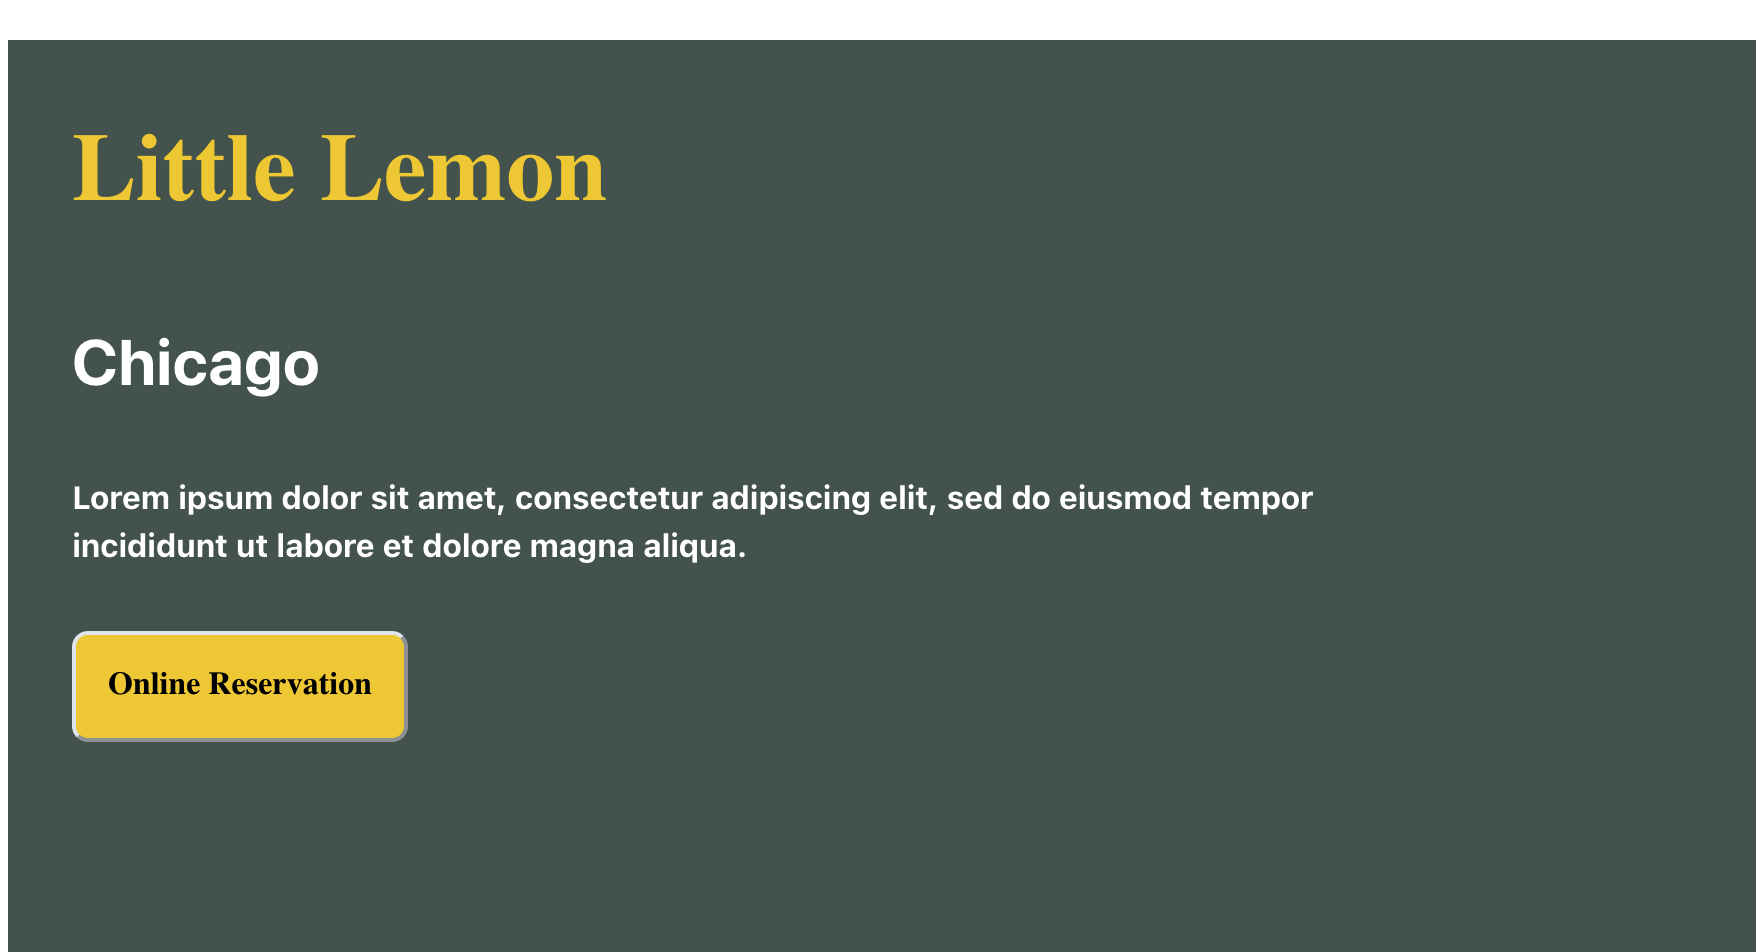 Little Lemon
Chicago
Lorem ipsum dolor sit amet, consectetur adipiscing elit, sed do eiusmod tempor
incididunt ut labore et dolore magna aliqua.
Online Reservation